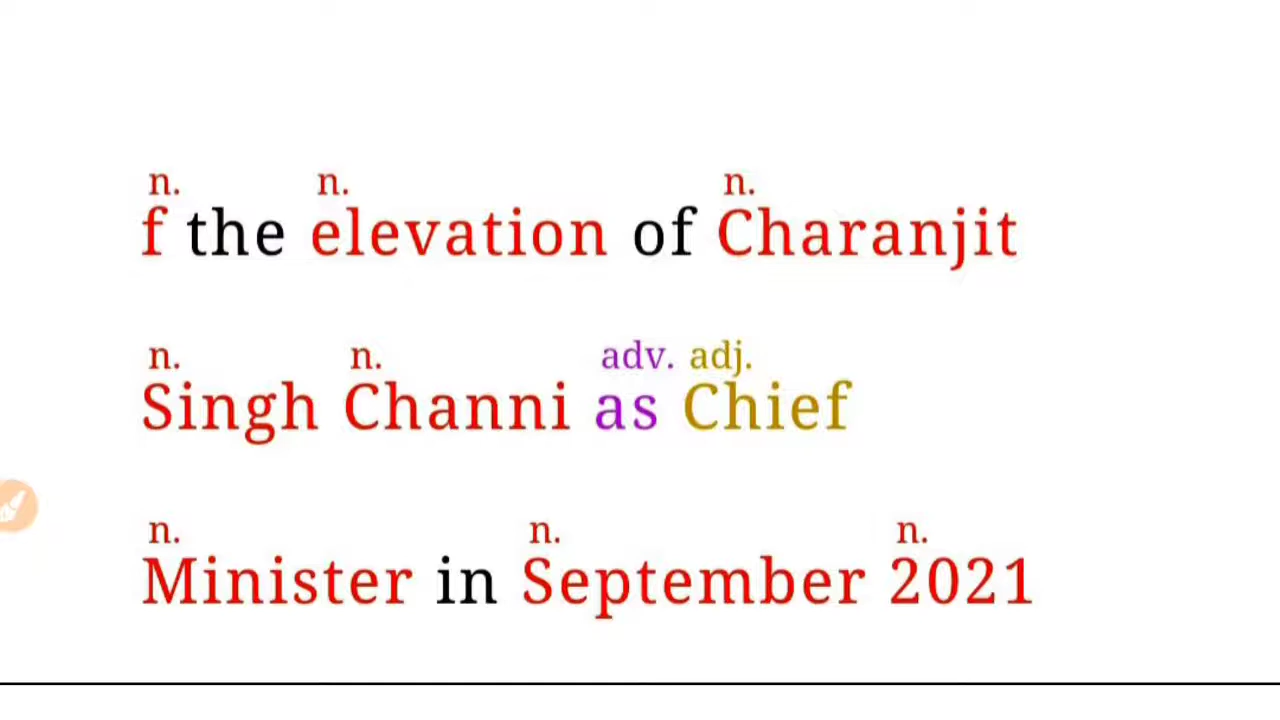 n. n. n.
f the elevation of Charanjit
n. n. adv. adj.
Singh Channi as Chief
n. n. n.
Minister in September 2021